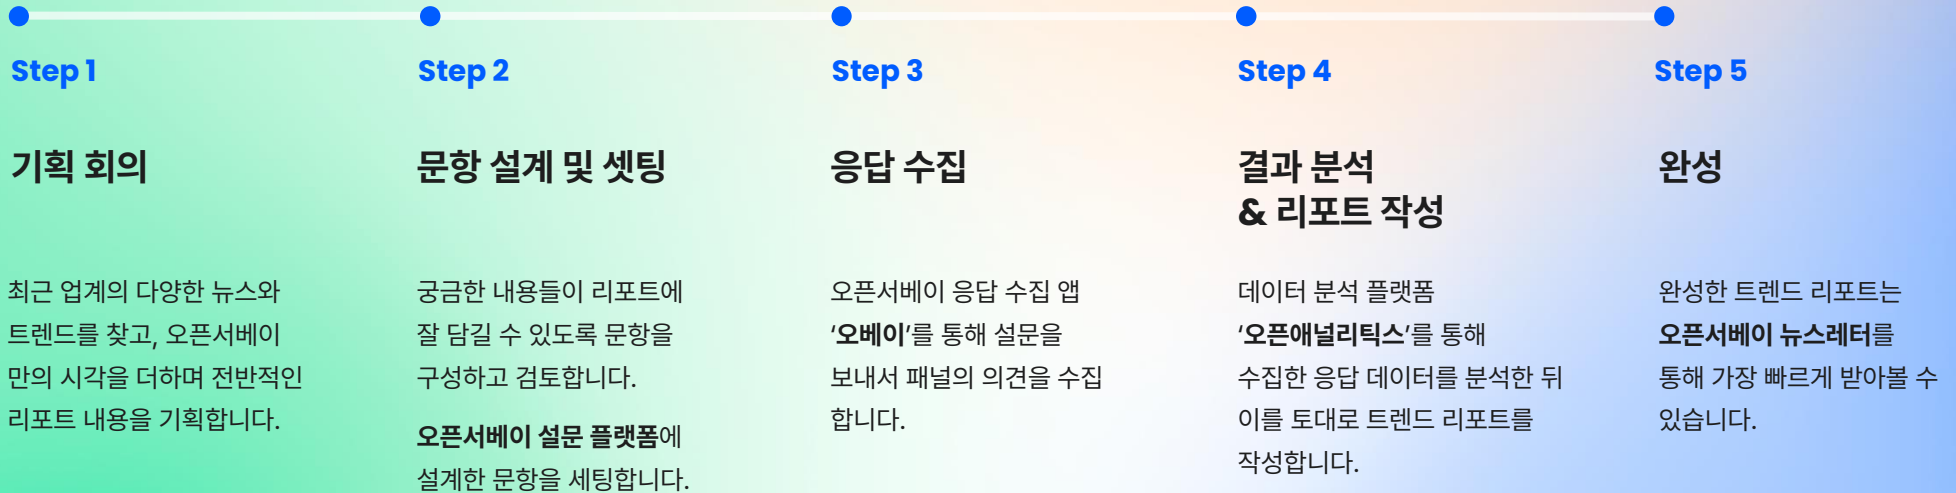 Step 1
기획 회의
최근 업계의 다양한 뉴스와
트렌드를 찾고, 오픈서베이
만의 시각을 더하며 전반적인
리포트 내용을 기획합니다.
Step 2
문항 설계 및 셋팅
궁금한 내용들이 리포트에
잘 담길 수 있도록 문항을
구성하고 검토합니다.
오픈서베이 설문 플랫폼에
설계한 문항을 세팅합니다.
Step 3
응답 수집
오픈서베이 응답 수집 앱
‘오베이’를 통해 설문을
보내서 패널의 의견을 수집
합니다.
Step 4
결과 분석
& 리포트 작성
데이터 분석 플랫폼
‘오픈애널리틱스’를 통해
수집한 응답 데이터를 분석한 뒤
이를 토대로 트렌드 리포트를
작성합니다.
Step 5
완성
완성한 트렌드 리포트는
오픈서베이 뉴스레터를
통해 가장 빠르게 받아볼 수
있습니다.